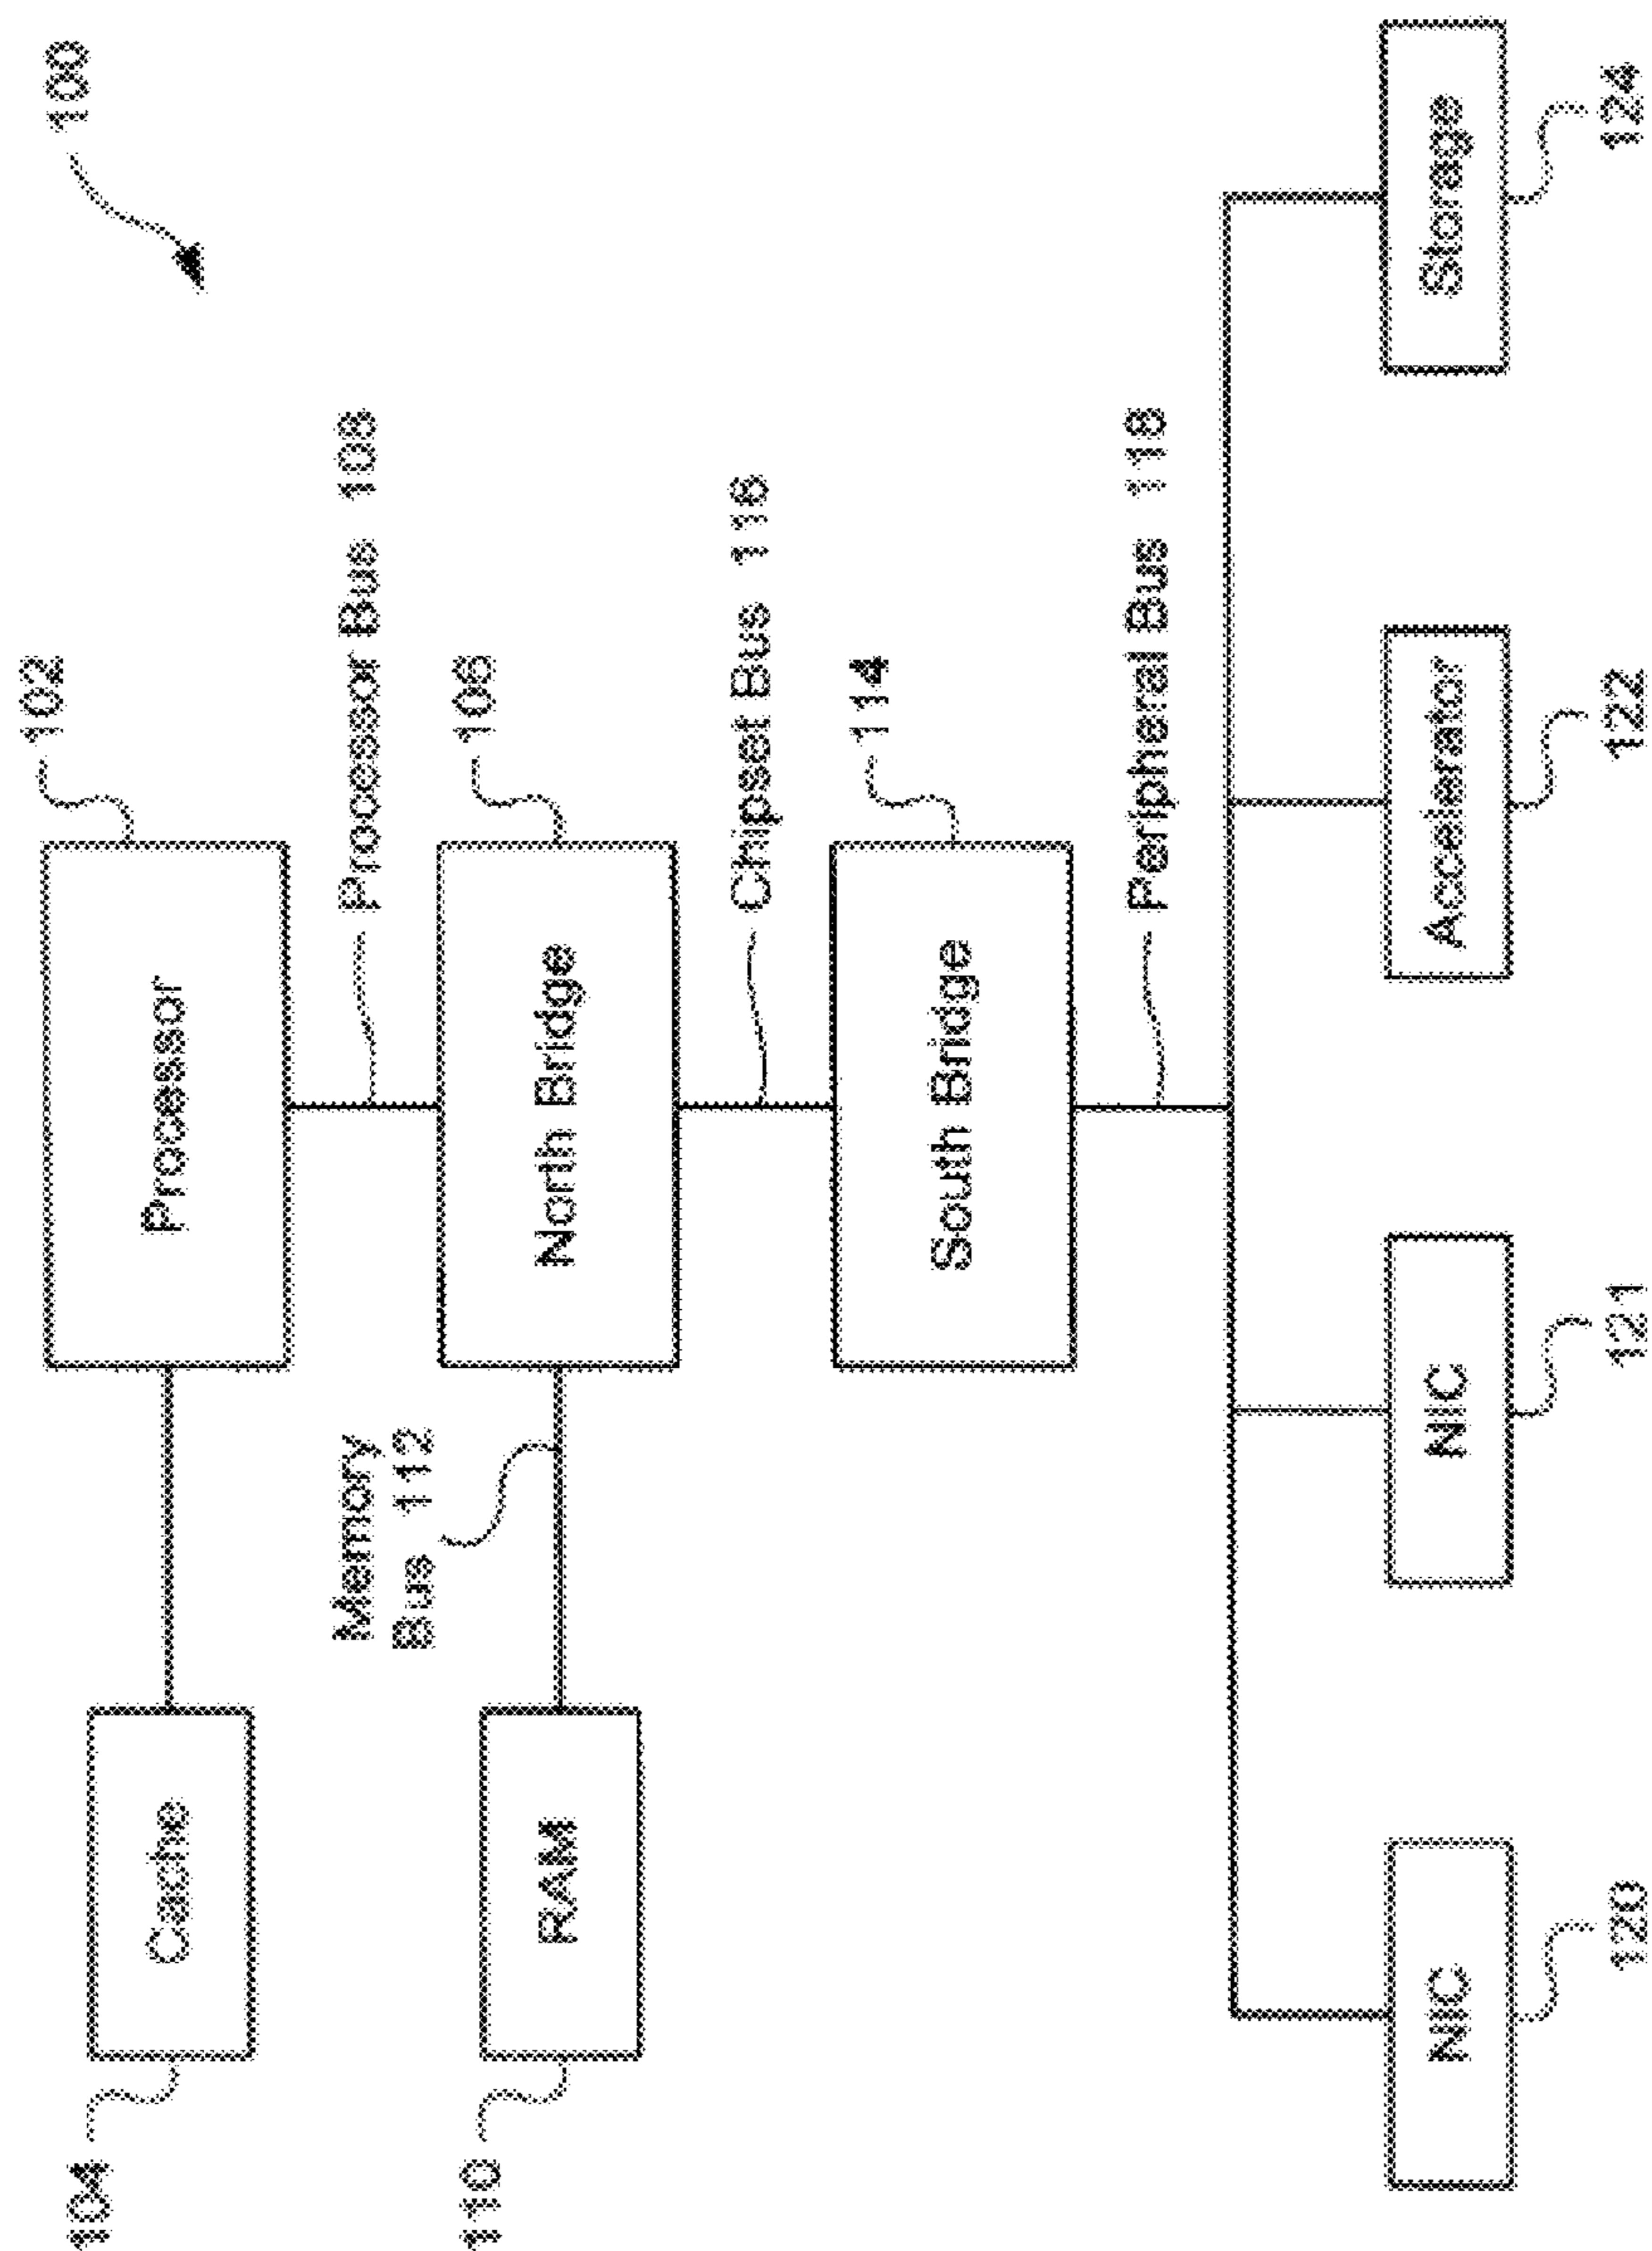 100
102
Processor
Cache
104
Processor Bus 108
106
North Bridge
Memory
Bus 112
RAM
110
Chipset Bus 116
114
South Bridge
Peripheral Bus 118
NIC
NIC
Accelerator
Storage
120
121
122
124